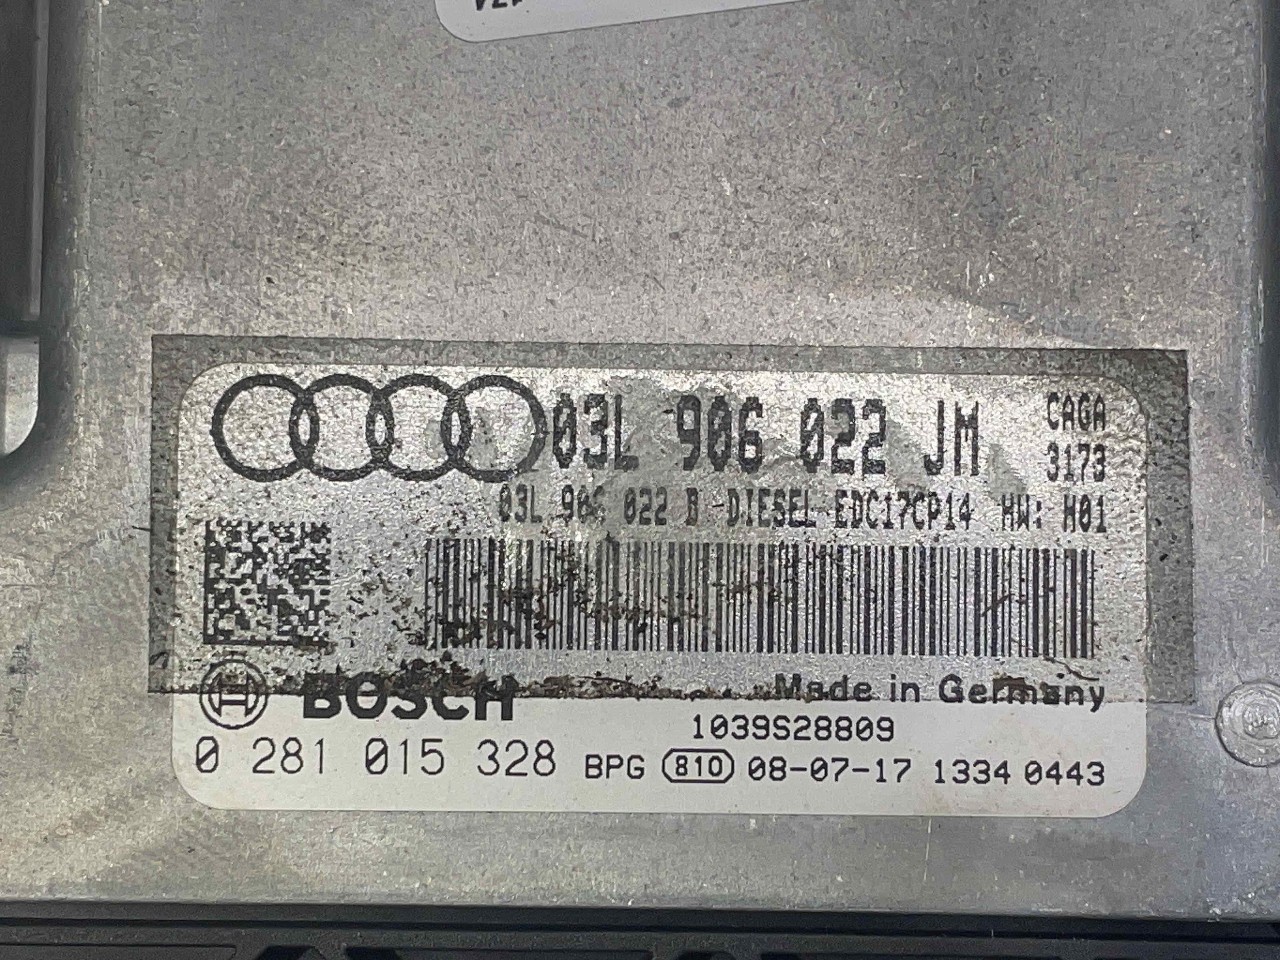 03L 906 022 JM CAGA
3173
03L 906 022 B DIESEL EDC17CP14 HW: H01
BOSCH Made in Germany
1039S28809
0 281 015 328 BPG 810 08-07-17 1334 0443